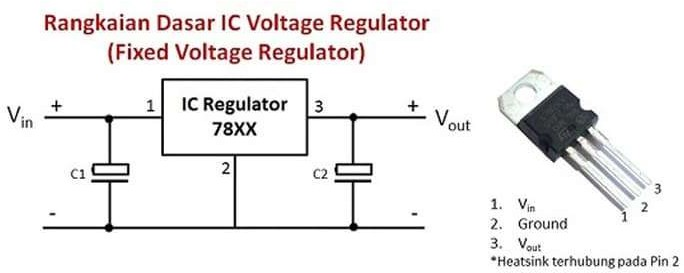 Rangkaian Dasar IC Voltage Regulator
(Fixed Voltage Regulator)
Vin + 1 IC Regulator 3 + Vout
78XX
C1 2 C2
- -
1 2 3
1. Vin
2. Ground
3. Vout
*Heatsink terhubung pada Pin 2